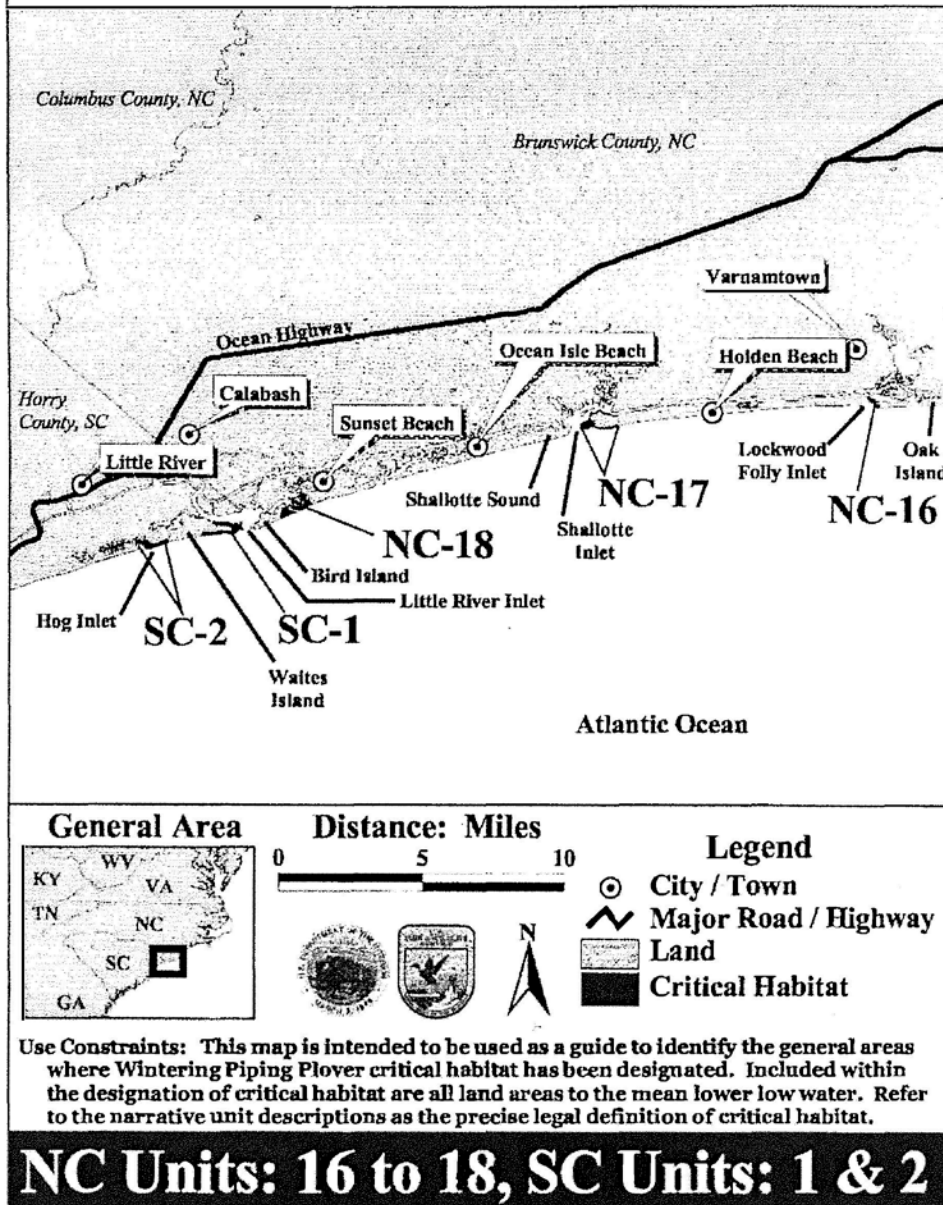 Columbus County, NC
Brunswick County, NC
Varnamtown
Ocean Highway
Ocean Isle Beach
Holden Beach
Horry
County, SC
Calabash
Sunset Beach
Little River
Lockwood
Folly Inlet
Oak
Island
Shallotte Sound
NC-17
NC-16
Shallotte
Inlet
NC-18
Bird Island
Little River Inlet
Hog Inlet
SC-2
SC-1
Waites
Island
Atlantic Ocean
General Area
KY
WV
VA
TN
NC
SC
GA
Distance: Miles
0 5 10
N
Legend
City / Town
Major Road / Highway
Land
Critical Habitat
Use Constraints: This map is intended to be used as a guide to identify the general areas
where Wintering Piping Plover critical habitat has been designated. Included within
the designation of critical habitat are all land areas to the mean lower low water. Refer
to the narrative unit descriptions as the precise legal definition of critical habitat.
NC Units: 16 to 18, SC Units: 1 & 2